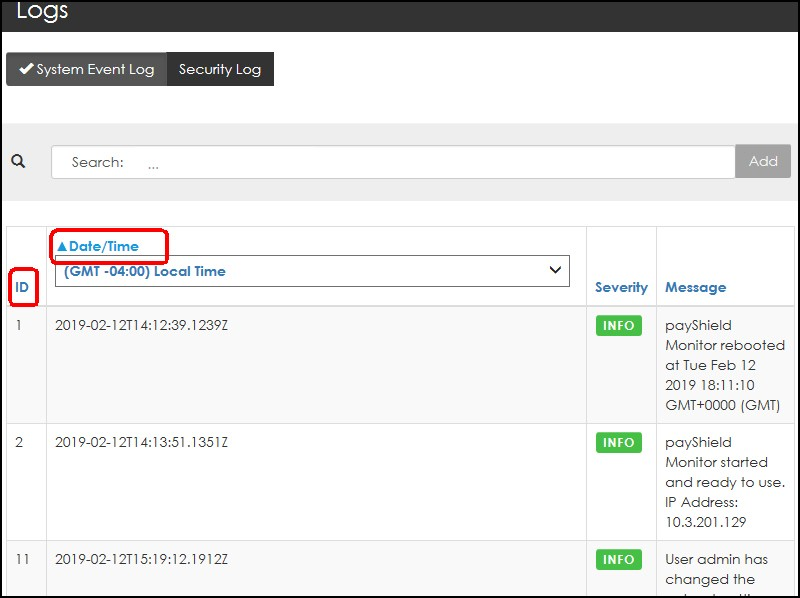 Logs
System Event Log
Security Log
Search: ...
Add
▲Date/Time
(GMT -04:00) Local Time
ID
Severity
Message
1
2019-02-12T14:12:39.1239Z
INFO
payShield
Monitor rebooted
at Tue Feb 12
2019 18:11:10
GMT+0000 (GMT)
2
2019-02-12T14:13:51.1351Z
INFO
payShield
Monitor started
and ready to use.
IP Address:
10.3.201.129
11
2019-02-12T15:19:12.1912Z
INFO
User admin has
changed the